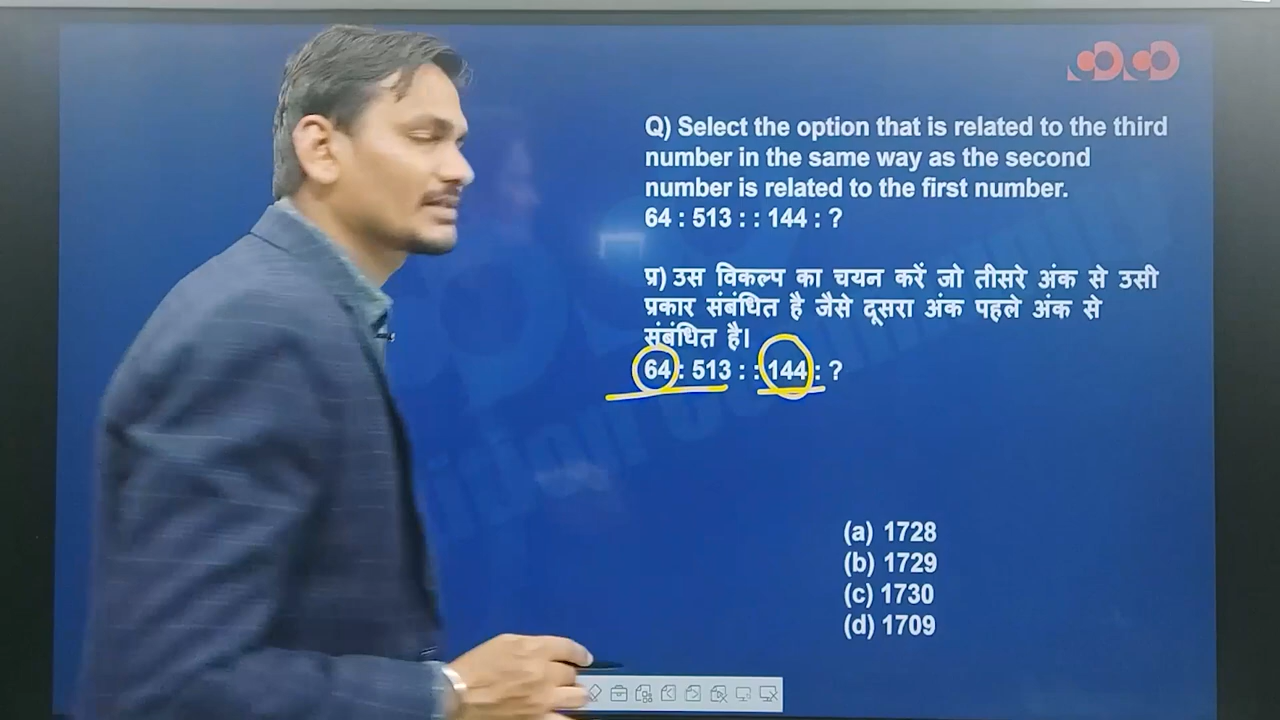 Q) Select the option that is related to the third
number in the same way as the second
number is related to the first number.
64 : 513 : : 144 : ?
प्र) उस विकल्प का चयन करें जो तीसरे अंक से उसी
प्रकार संबंधित है जैसे दूसरा अंक पहले अंक से
संबंधित है।
64 : 513 : : 144 : ?
(a) 1728
(b) 1729
(c) 1730
(d) 1709